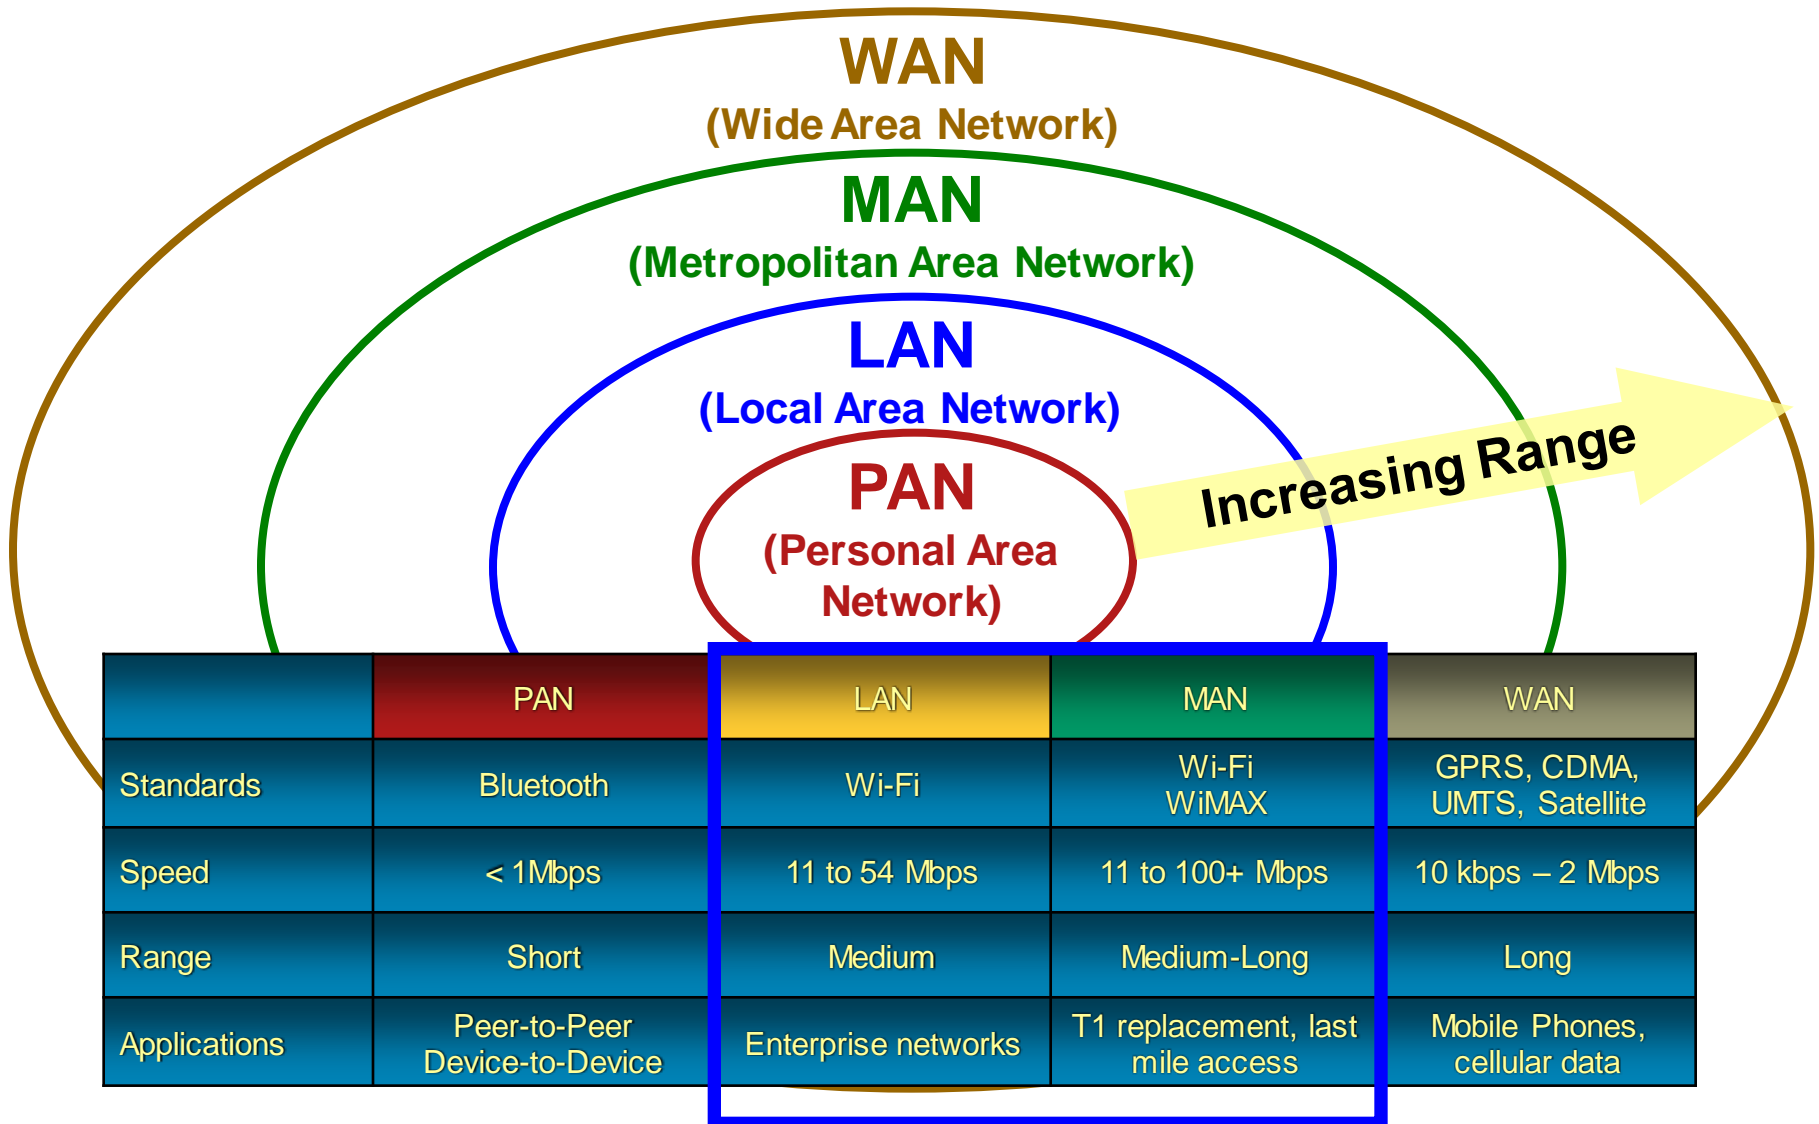 WAN
(Wide Area Network)
MAN
(Metropolitan Area Network)
LAN
(Local Area Network)
PAN
(Personal Area
Network)
Increasing Range
PAN LAN MAN WAN
Standards Bluetooth Wi-Fi Wi-Fi
WiMAX GPRS, CDMA,
UMTS, Satellite
Speed < 1Mbps 11 to 54 Mbps 11 to 100+ Mbps 10 kbps – 2 Mbps
Range Short Medium Medium-Long Long
Applications Peer-to-Peer
Device-to-Device Enterprise networks T1 replacement, last
mile access Mobile Phones,
cellular data